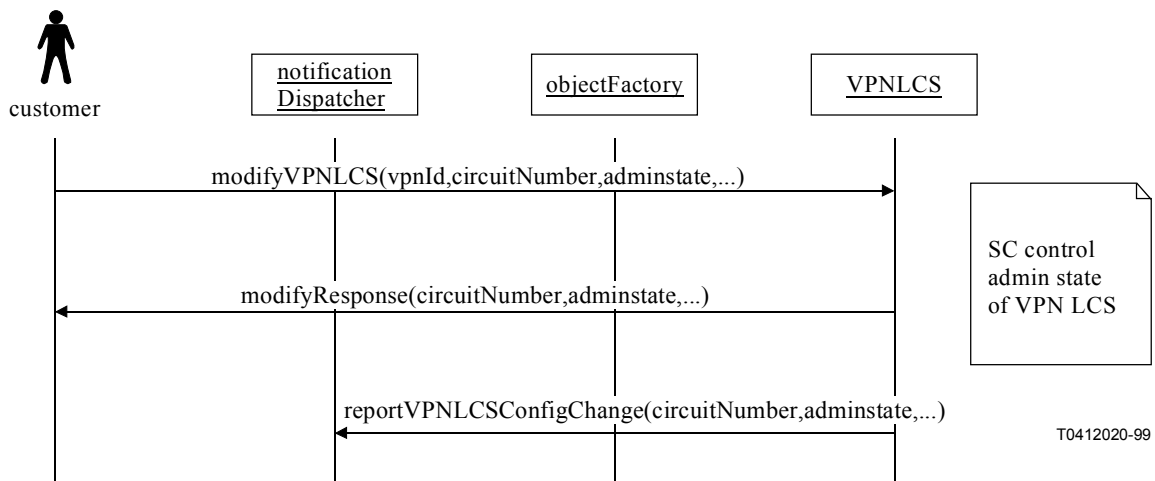 customer
notification
Dispatcher
objectFactory
VPNLCS
modifyVPNLCS(vpnId,circuitNumber,adminstate,...)
SC control
admin state
of VPN LCS
modifyResponse(circuitNumber,adminstate,...)
reportVPNLCSConfigChange(circuitNumber,adminstate,...)
T0412020-99